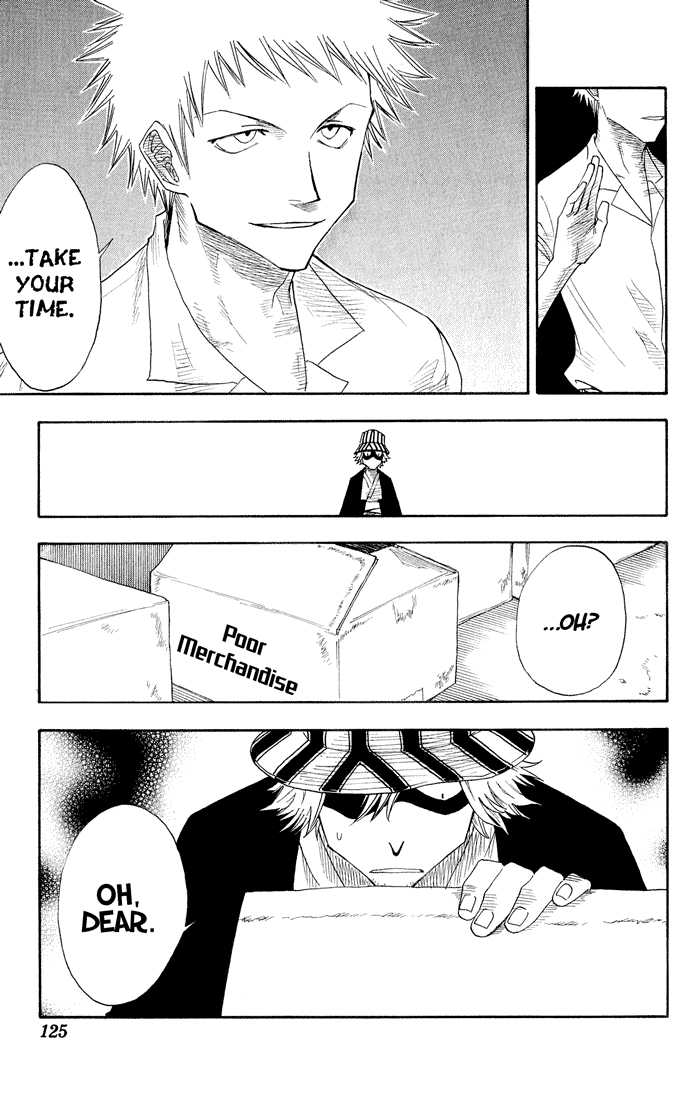 ...TAKE
YOUR
TIME.
...OH?
Poor
Merchandise
OH,
DEAR.
125